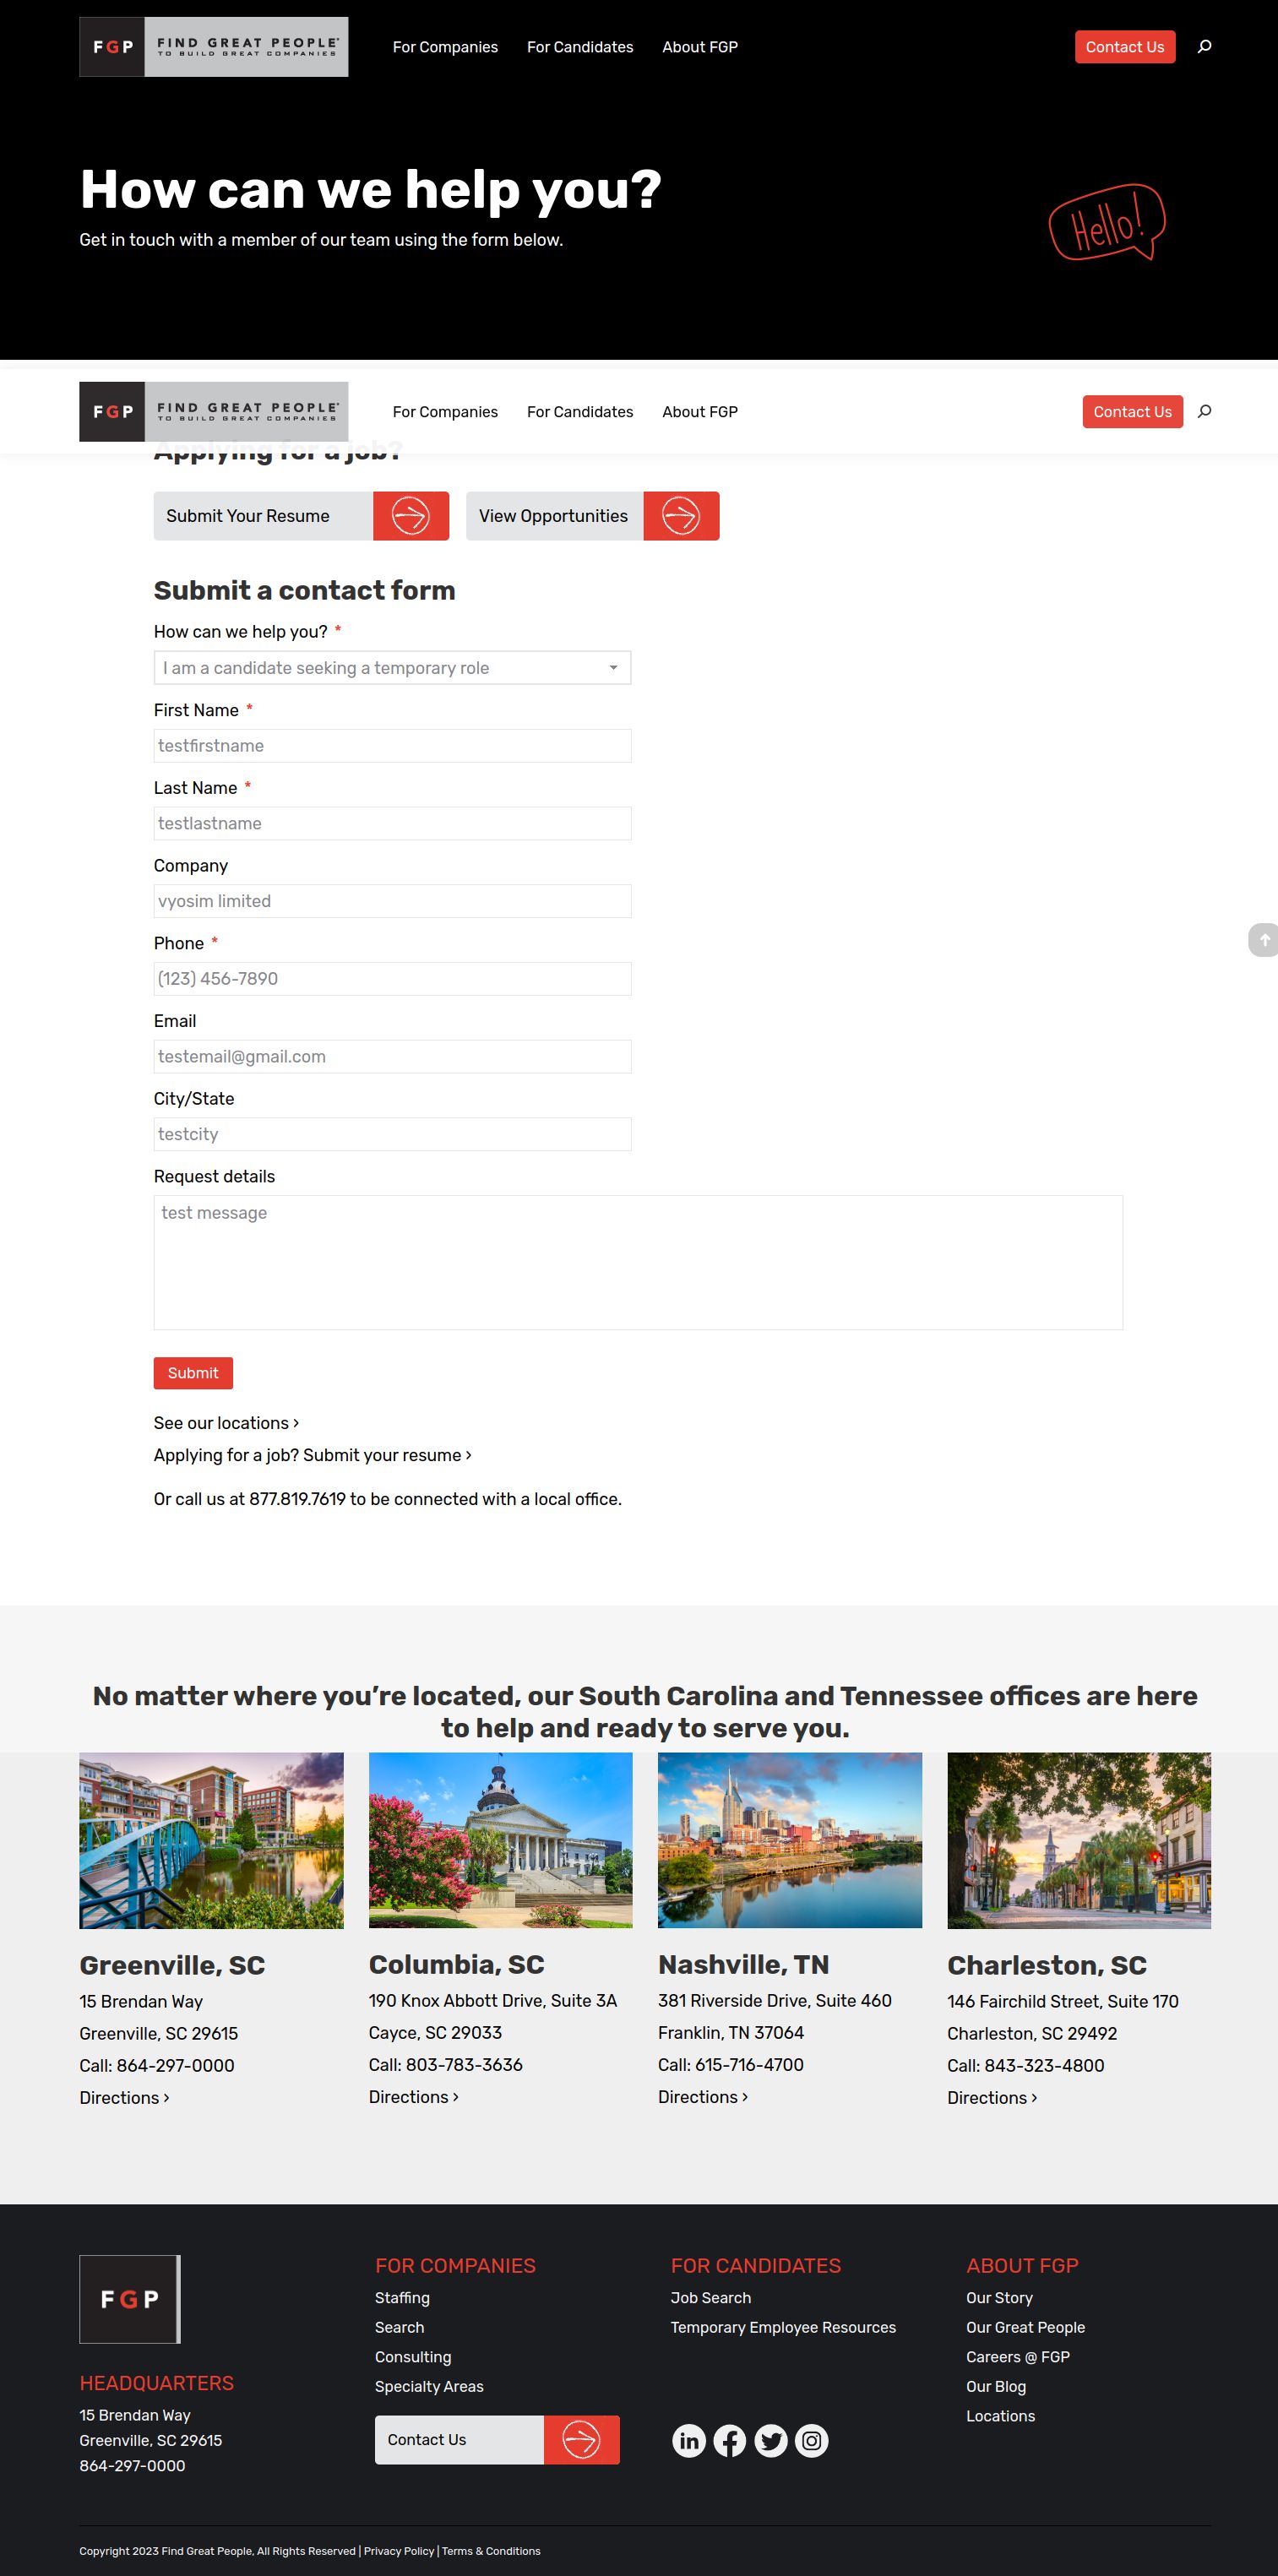 FGP FIND GREAT PEOPLE
TO BUILD GREAT COMPANIES
For Companies For Candidates About FGP Contact Us
How can we help you?
Get in touch with a member of our team using the form below.
Hello!
FGP FIND GREAT PEOPLE
TO BUILD GREAT COMPANIES
For Companies For Candidates About FGP Contact Us
Applying for a job?
Submit Your Resume View Opportunities
Submit a contact form
How can we help you? *
I am a candidate seeking a temporary role
First Name *
testfirstname
Last Name *
testlastname
Company
vyosim limited
Phone *
(123) 456-7890
Email
testemail@gmail.com
City/State
testcity
Request details
test message
Submit
See our locations ›
Applying for a job? Submit your resume ›
Or call us at 877.819.7619 to be connected with a local office.
No matter where you’re located, our South Carolina and Tennessee offices are here
to help and ready to serve you.
Greenville, SC
15 Brendan Way
Greenville, SC 29615
Call: 864-297-0000
Directions ›
Columbia, SC
190 Knox Abbott Drive, Suite 3A
Cayce, SC 29033
Call: 803-783-3636
Directions ›
Nashville, TN
381 Riverside Drive, Suite 460
Franklin, TN 37064
Call: 615-716-4700
Directions ›
Charleston, SC
146 Fairchild Street, Suite 170
Charleston, SC 29492
Call: 843-323-4800
Directions ›
FGP
HEADQUARTERS
15 Brendan Way
Greenville, SC 29615
864-297-0000
FOR COMPANIES
Staffing
Search
Consulting
Specialty Areas
Contact Us
FOR CANDIDATES
Job Search
Temporary Employee Resources
ABOUT FGP
Our Story
Our Great People
Careers @ FGP
Our Blog
Locations
Copyright 2023 Find Great People, All Rights Reserved | Privacy Policy | Terms & Conditions